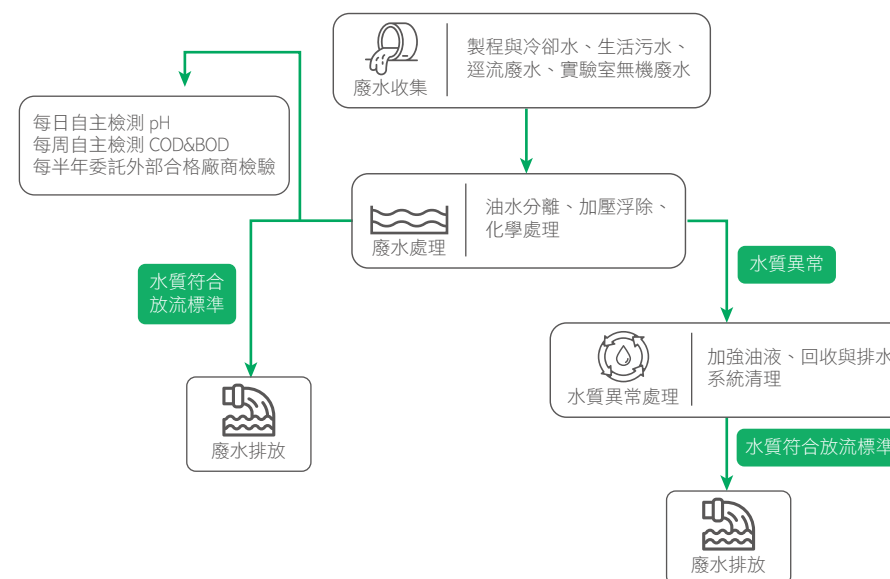 廢水收集
製程與冷卻水、生活污水、
逕流廢水、實驗室無機廢水
每日自主檢測 pH
每周自主檢測 COD&BOD
每半年委託外部合格廠商檢驗
廢水處理
油水分離、加壓浮除、
化學處理
水質符合
放流標準
水質異常
廢水排放
水質異常處理
加強油液、回收與排水
系統清理
水質符合放流標準
廢水排放